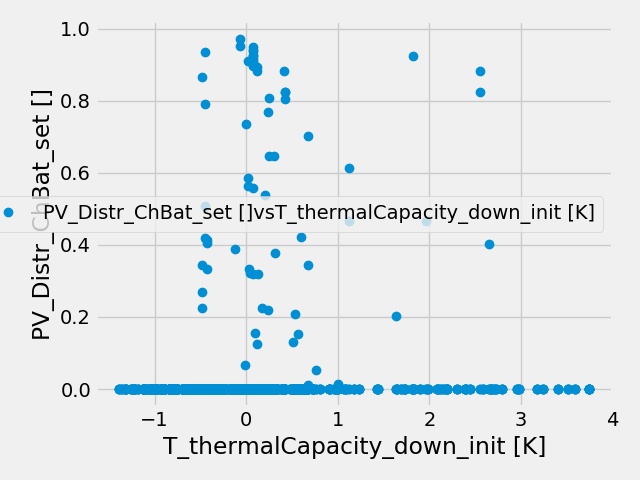 1.0
0.8
0.6
0.4
0.2
0.0
PV_Distr_ChBat_set []
PV_Distr_ChBat_set []vsT_thermalCapacity_down_init [K]
−1 0 1 2 3 4
T_thermalCapacity_down_init [K]